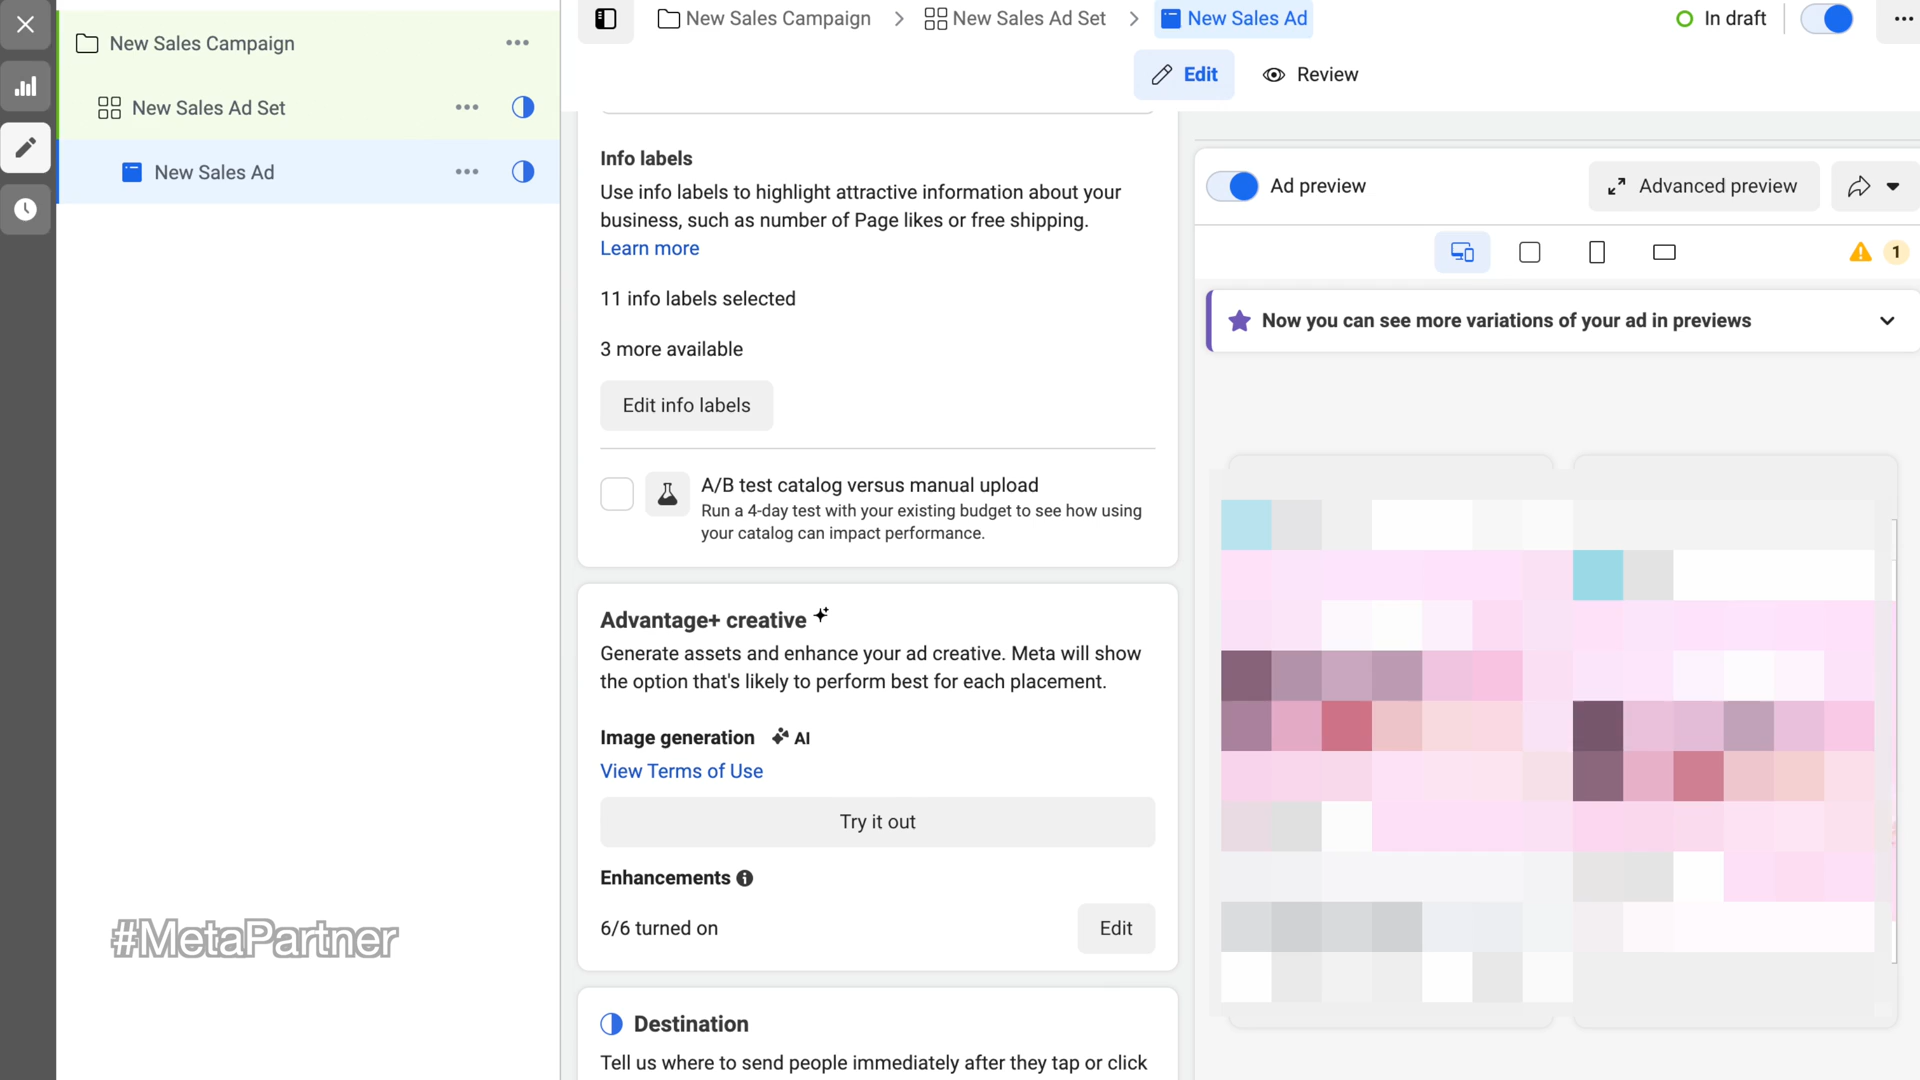 New Sales Campaign
New Sales Ad Set
New Sales Ad
#MetaPartner
New Sales Campaign > New Sales Ad Set > New Sales Ad
In draft
Edit
Review
Info labels
Use info labels to highlight attractive information about your
business, such as number of Page likes or free shipping.
Learn more
11 info labels selected
3 more available
Edit info labels
A/B test catalog versus manual upload
Run a 4-day test with your existing budget to see how using
your catalog can impact performance.
Advantage+ creative
Generate assets and enhance your ad creative. Meta will show
the option that's likely to perform best for each placement.
Image generation AI
View Terms of Use
Try it out
Enhancements
6/6 turned on
Edit
Destination
Tell us where to send people immediately after they tap or click
Ad preview
Advanced preview
1
Now you can see more variations of your ad in previews